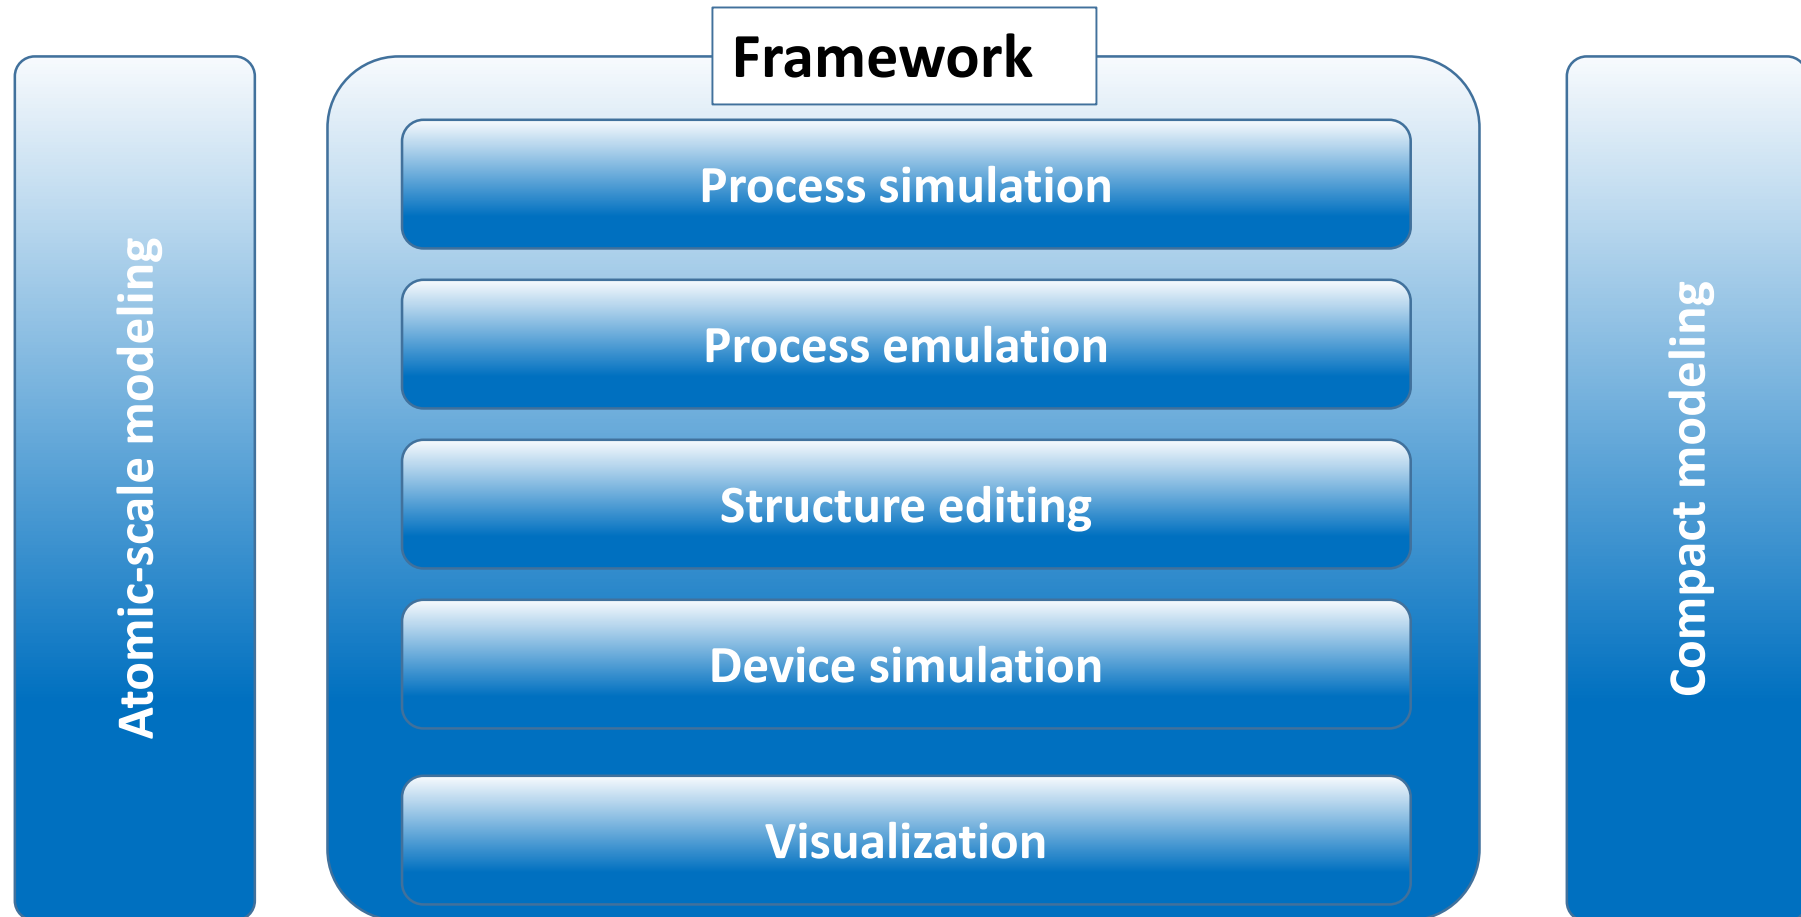 Framework
Atomic-scale modeling
Process simulation
Process emulation
Structure editing
Device simulation
Visualization
Compact modeling